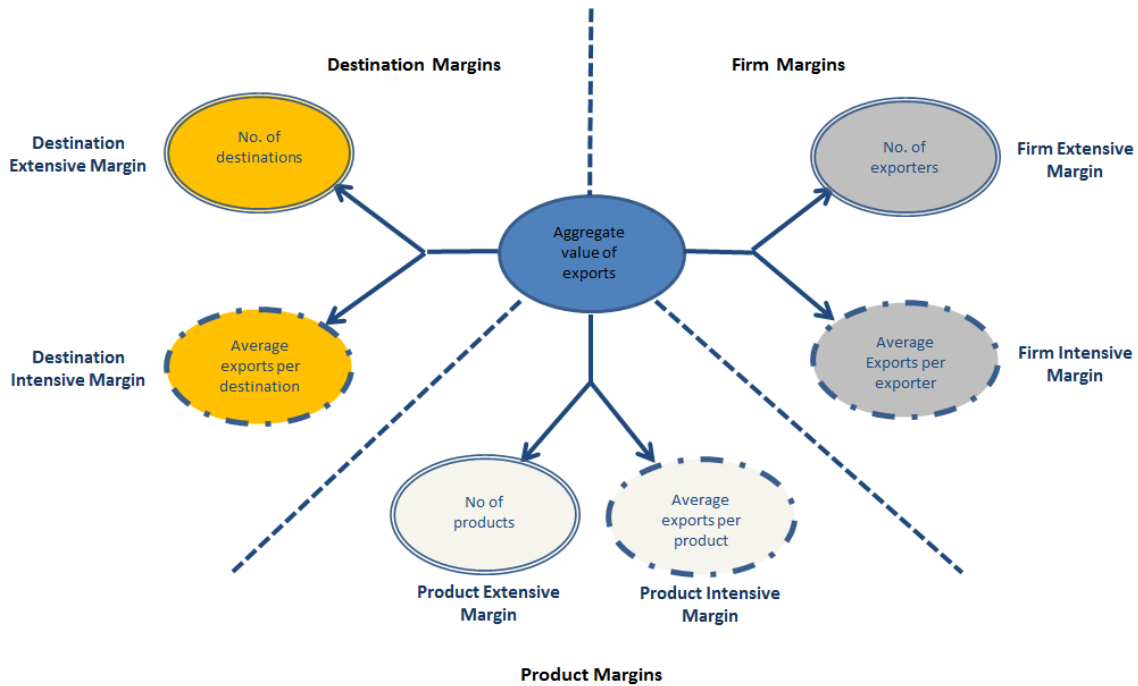 Destination Margins
Firm Margins
No. of
destinations
Destination
Extensive Margin
No. of
exporters
Firm Extensive
Margin
Aggregate
value of
exports
Average
exports per
destination
Destination
Intensive Margin
Average
Exports per
exporter
Firm Intensive
Margin
No of
products
Average
exports per
product
Product Extensive
Margin
Product Intensive
Margin
Product Margins